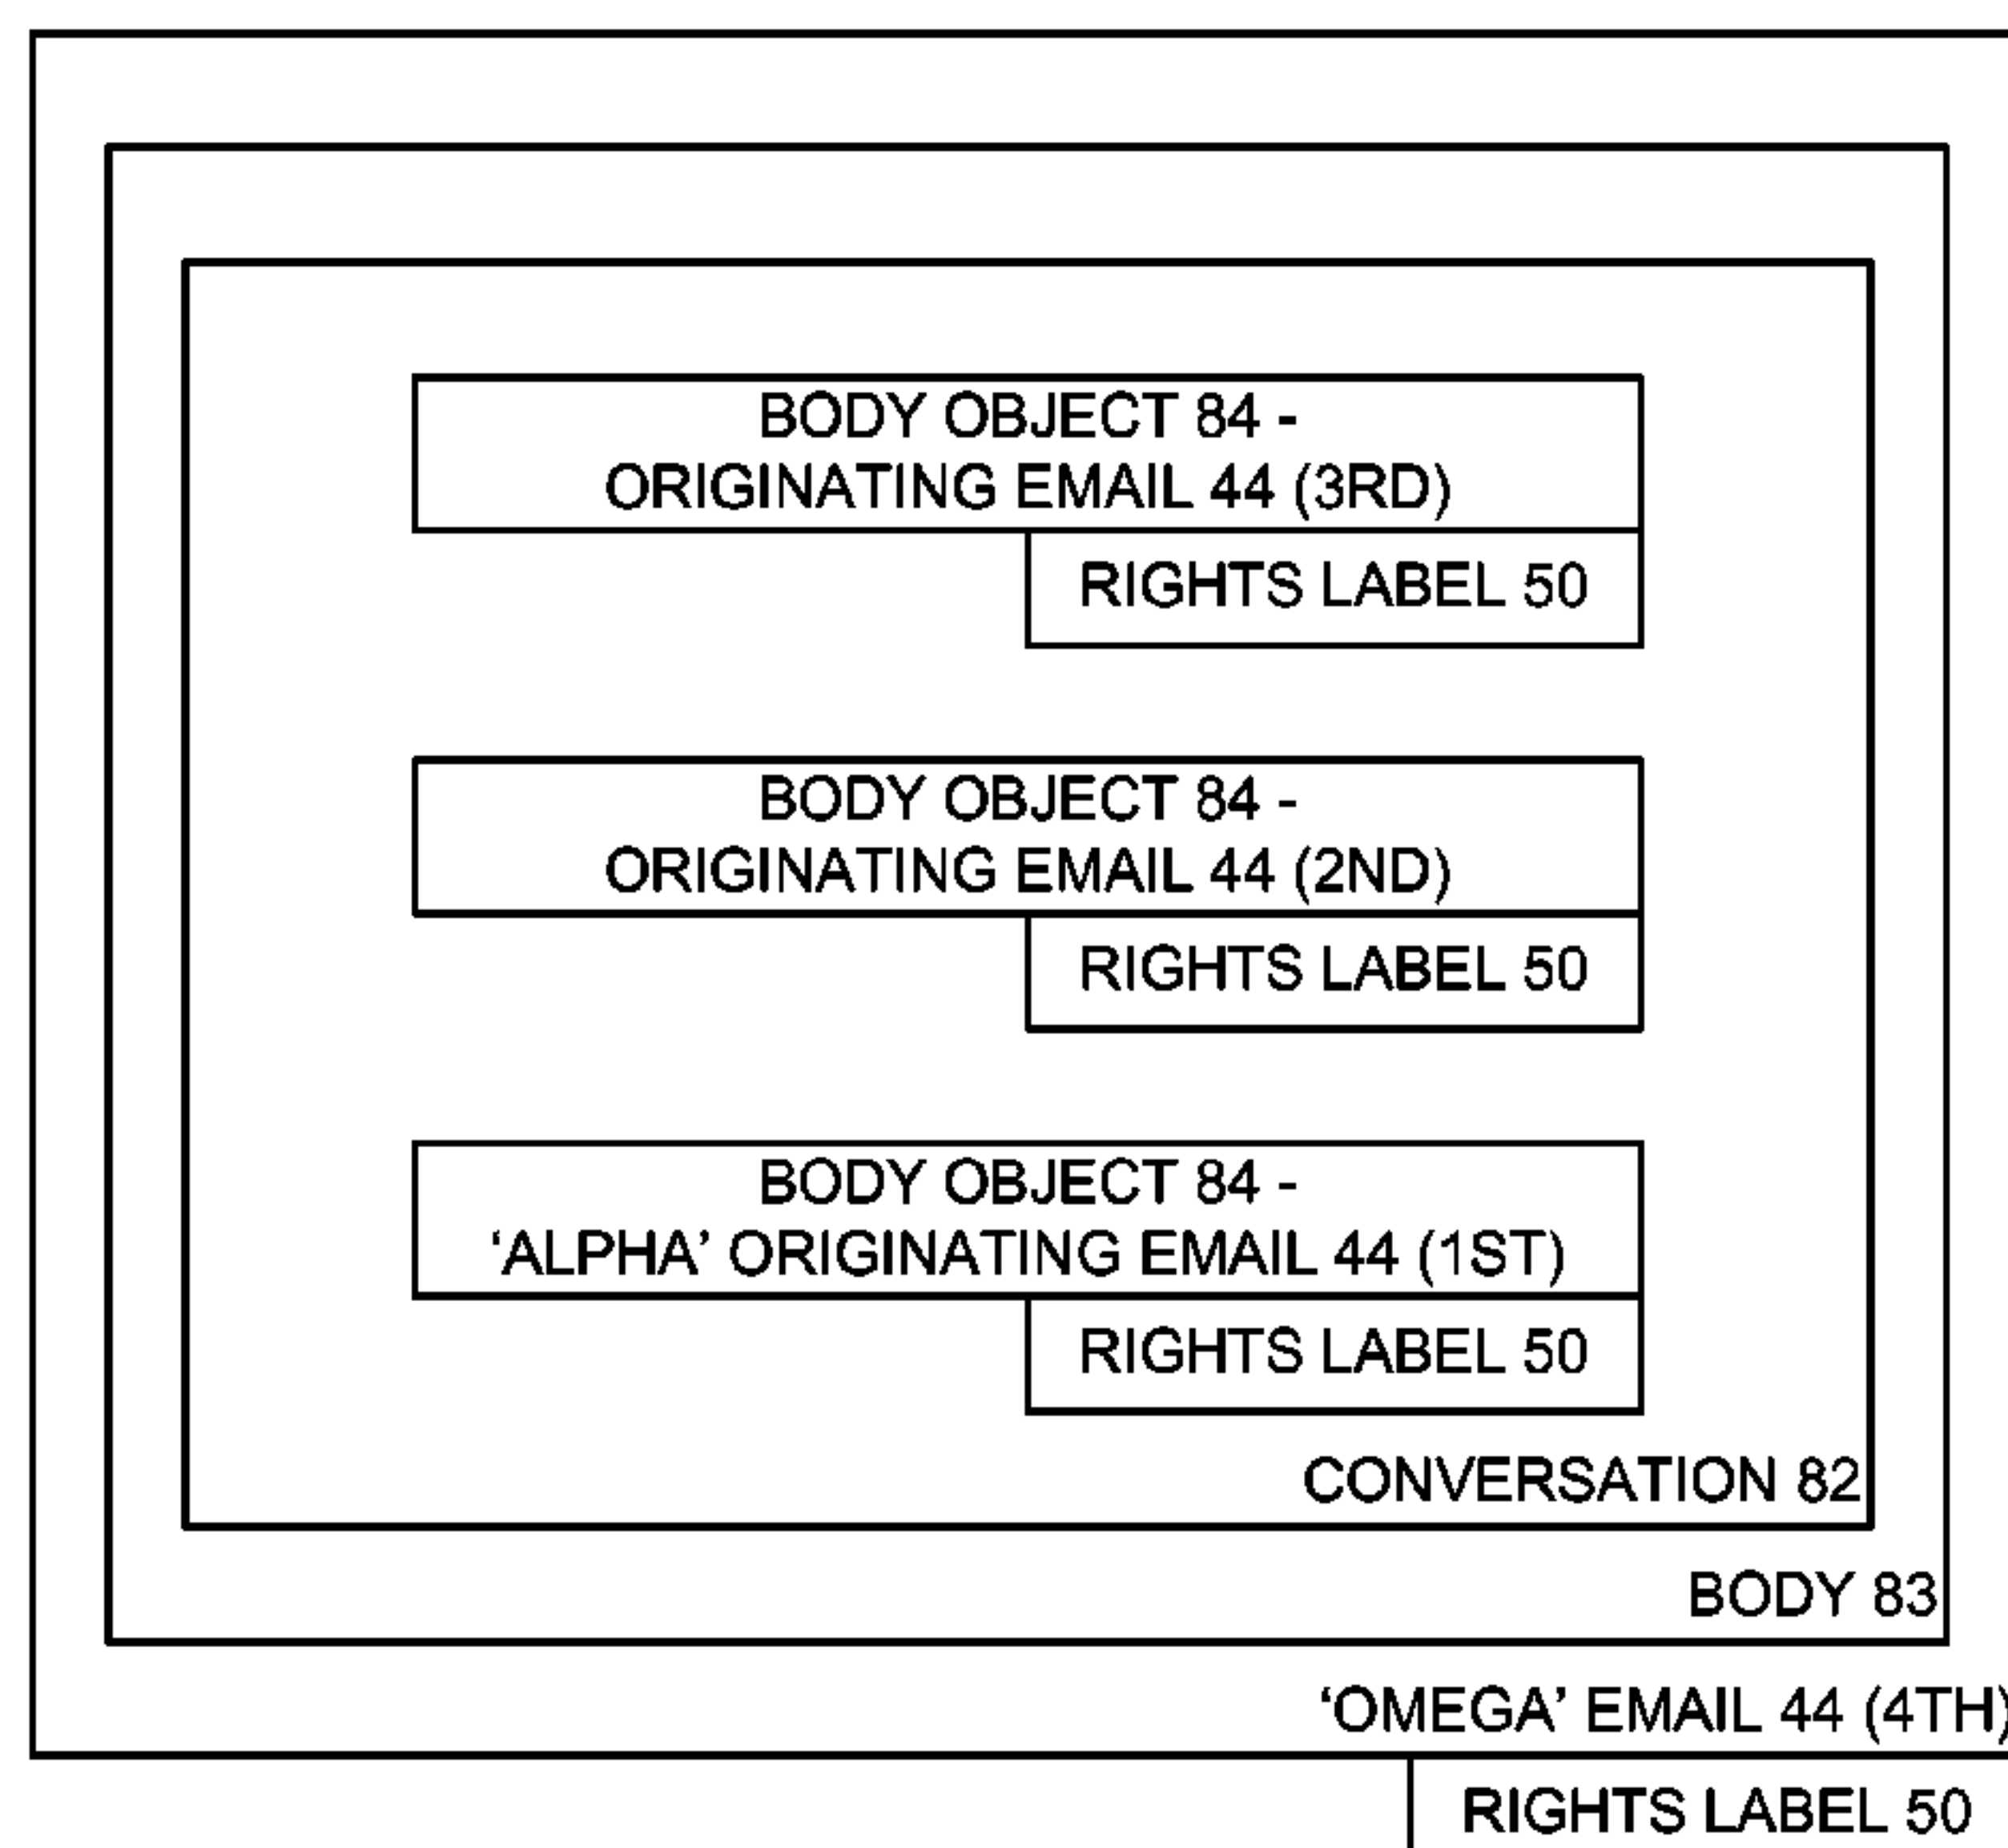 BODY OBJECT 84 -
ORIGINATING EMAIL 44 (3RD)
RIGHTS LABEL 50
BODY OBJECT 84 -
ORIGINATING EMAIL 44 (2ND)
RIGHTS LABEL 50
BODY OBJECT 84 -
‘ALPHA’ ORIGINATING EMAIL 44 (1ST)
RIGHTS LABEL 50
CONVERSATION 82
BODY 83
‘OMEGA’ EMAIL 44 (4TH)
RIGHTS LABEL 50